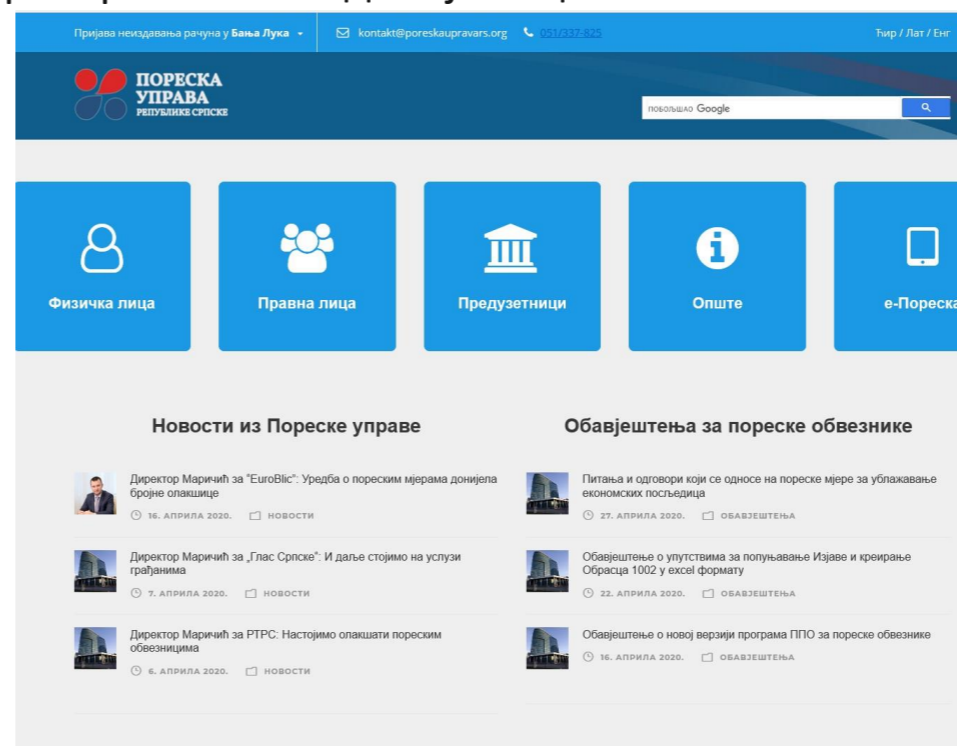 Пријава неиздавања рачуна у Бања Лука
kontakt@poreskaupravars.org
051/337-825
Ћир / Лат / Енг
ПОРЕСКА
УПРАВА
РЕПУБЛИКЕ СРПСКЕ
ПОБОЉШАО Google
Физичка лица
Правна лица
Предузетници
Опште
е-Пореска
Новости из Пореске управе
Директор Маричић за "EuroBlic": Уредба о пореским мјерама донијела
бројне олакшице
16. АПРИЛА 2020. НОВОСТИ
Директор Маричић за „Глас Српске": И даље стојимо на услузи
грађанима
7. АПРИЛА 2020. НОВОСТИ
Директор Маричић за РТРС: Настојимо олакшати пореским
обвезницима
6. АПРИЛА 2020. НОВОСТИ
Обавјештења за пореске обвезнике
Питања и одговори који се односе на пореске мјере за ублажавање
економских посљедица
27. АПРИЛА 2020. ОБАВЈЕШТЕЊА
Обавјештење о упутствима за попуњавање Изјаве и креирање
Обрасца 1002 у excel формату
22. АПРИЛА 2020. ОБАВЈЕШТЕЊА
Обавјештење о новој верзији програма ППО за пореске обвезнике
16. АПРИЛА 2020. ОБАВЈЕШТЕЊА